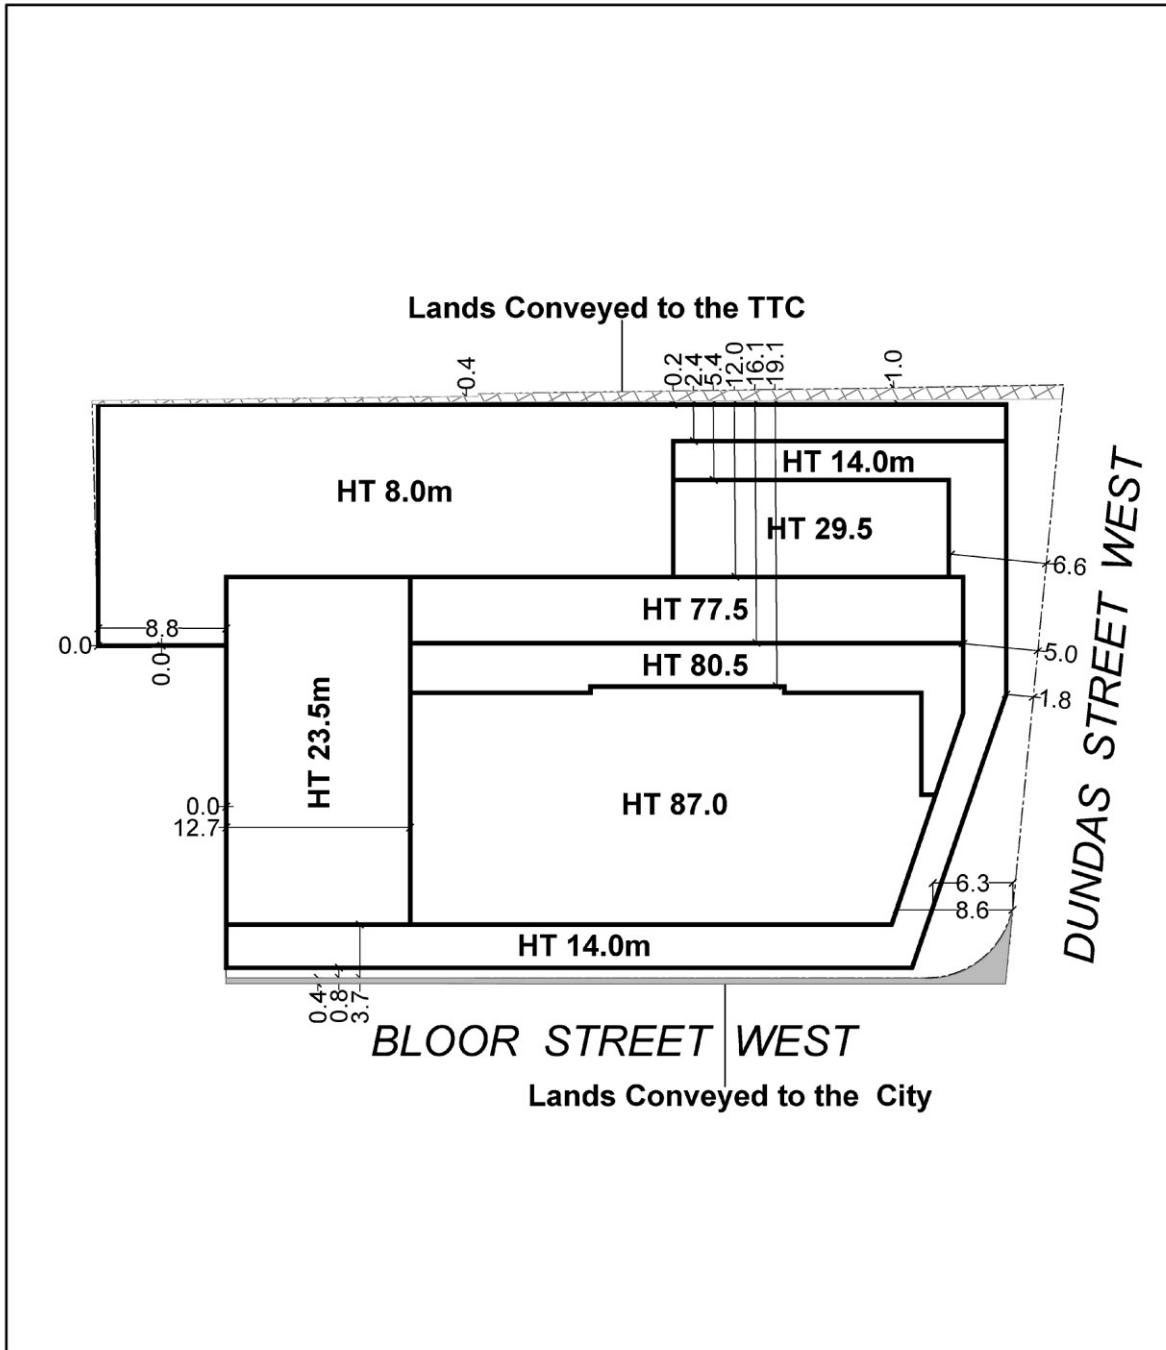 Lands Conveyed to the TTC
0.4
0.2
2.4
5.4
12.0
16.1
19.1
1.0
HT 14.0m
HT 8.0m
HT 29.5
6.6
HT 77.5
8.8
0.0
0.0
HT 80.5
5.0
1.8
DUNDAS STREET WEST
HT 23.5m
HT 87.0
0.0
12.7
6.3
8.6
HT 14.0m
0.4
0.8
3.7
BLOOR STREET WEST
Lands Conveyed to the City